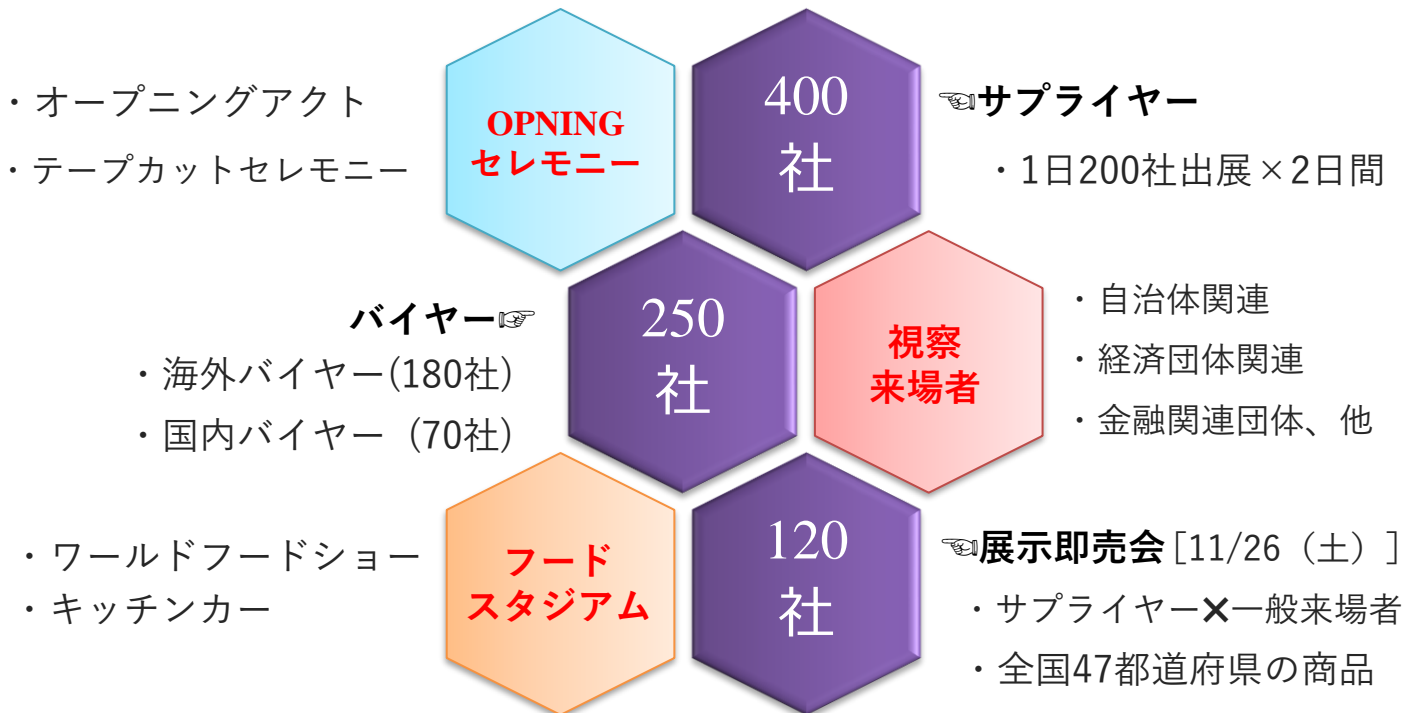 ・オープニングアクト
・テープカットセレモニー
OPNING
セレモニー
400
社
☜サプライヤー
・1日200社出展×2日間
バイヤー☞
・海外バイヤー(180社)
・国内バイヤー（70社）
250
社
視察
来場者
・自治体関連
・経済団体関連
・金融関連団体、他
・ワールドフードショー
・キッチンカー
フード
スタジアム
120
社
☜展示即売会［11/26（土）］
・サプライヤー✖一般来場者
・全国47都道府県の商品